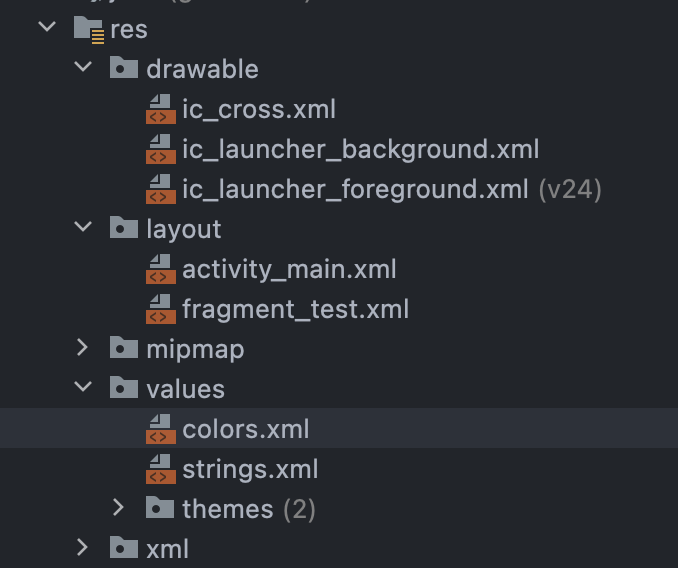 res
drawable
ic_cross.xml
ic_launcher_background.xml
ic_launcher_foreground.xml (v24)
layout
activity_main.xml
fragment_test.xml
mipmap
values
colors.xml
strings.xml
themes (2)
xml